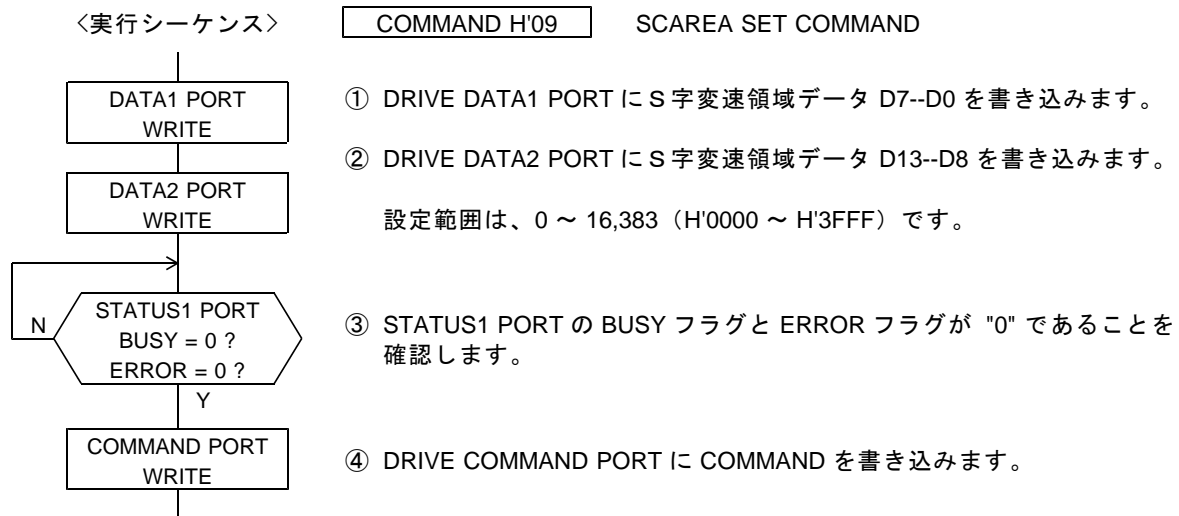 〈実行シーケンス〉 COMMAND H'09 SCAREA SET COMMAND
DATA1 PORT
WRITE
① DRIVE DATA1 PORT にS字変速領域データ D7--D0 を書き込みます。
② DRIVE DATA2 PORT にS字変速領域データ D13--D8 を書き込みます。
DATA2 PORT
WRITE
設定範囲は、0 ～ 16,383（H'0000 ～ H'3FFF）です。
N
STATUS1 PORT
BUSY = 0 ?
ERROR = 0 ?
Y
③ STATUS1 PORT の BUSY フラグと ERROR フラグが "0" であることを
確認します。
COMMAND PORT
WRITE
④ DRIVE COMMAND PORT に COMMAND を書き込みます。